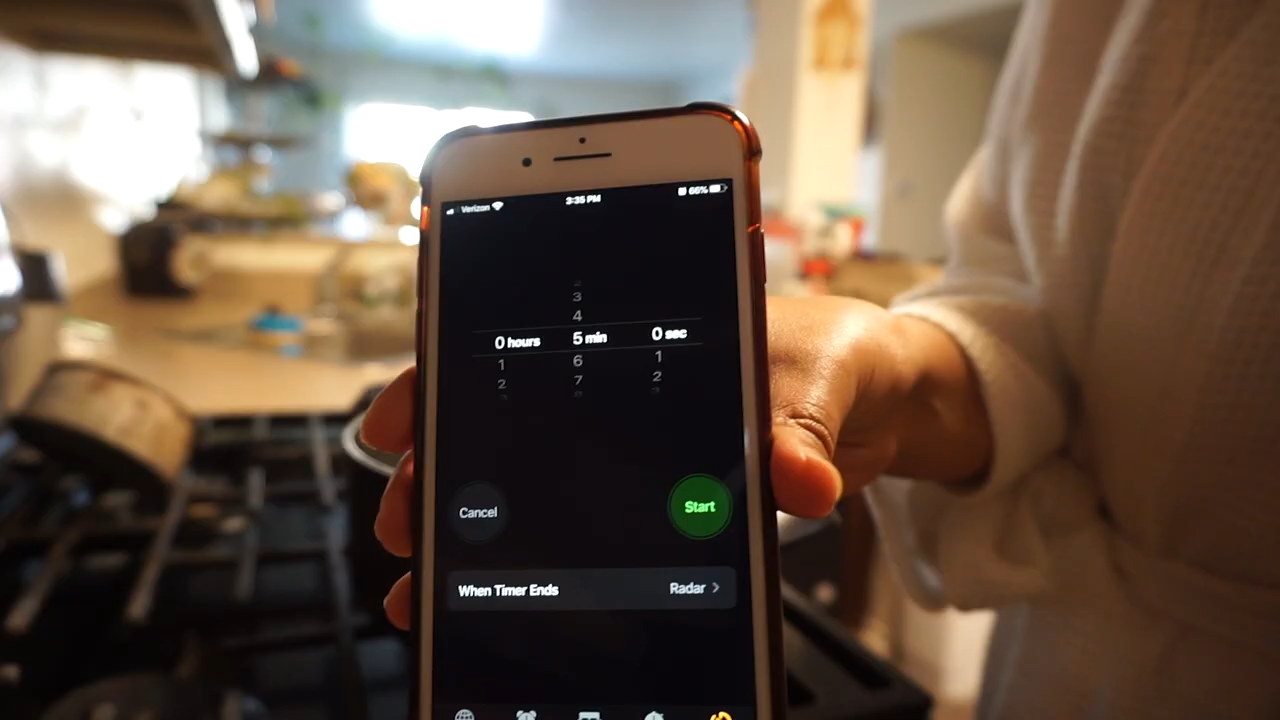 Verizon 3:35 PM 66%
3
4
0 hours 5 min 0 sec
1 6 1
2 7 2
Cancel Start
When Timer Ends Radar